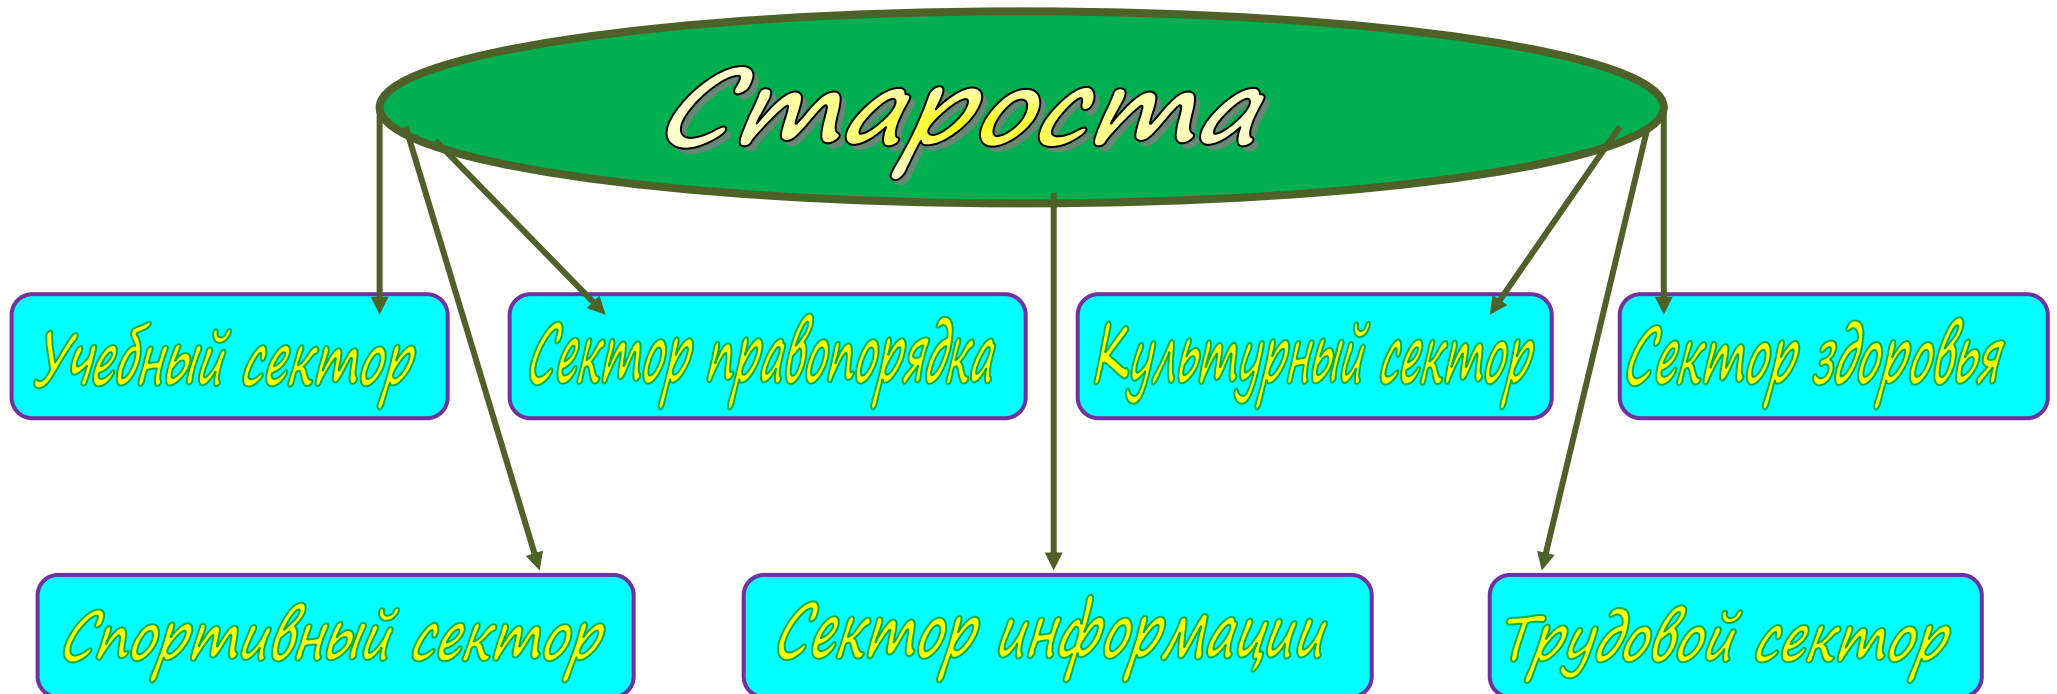 Староста
Учебный сектор
Сектор правопорядка
Культурный сектор
Сектор здоровья
Спортивный сектор
Сектор информации
Трудовой сектор